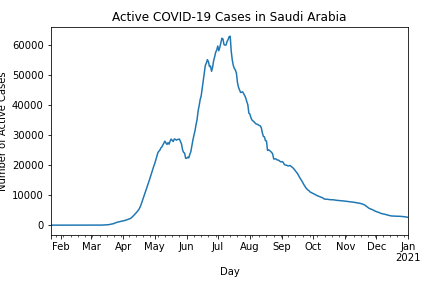 Active COVID-19 Cases in Saudi Arabia
60000
50000
40000
30000
20000
10000
0
Number of Active Cases
Feb Mar Apr May Jun Jul Aug Sep Oct Nov Dec Jan
2021
Day